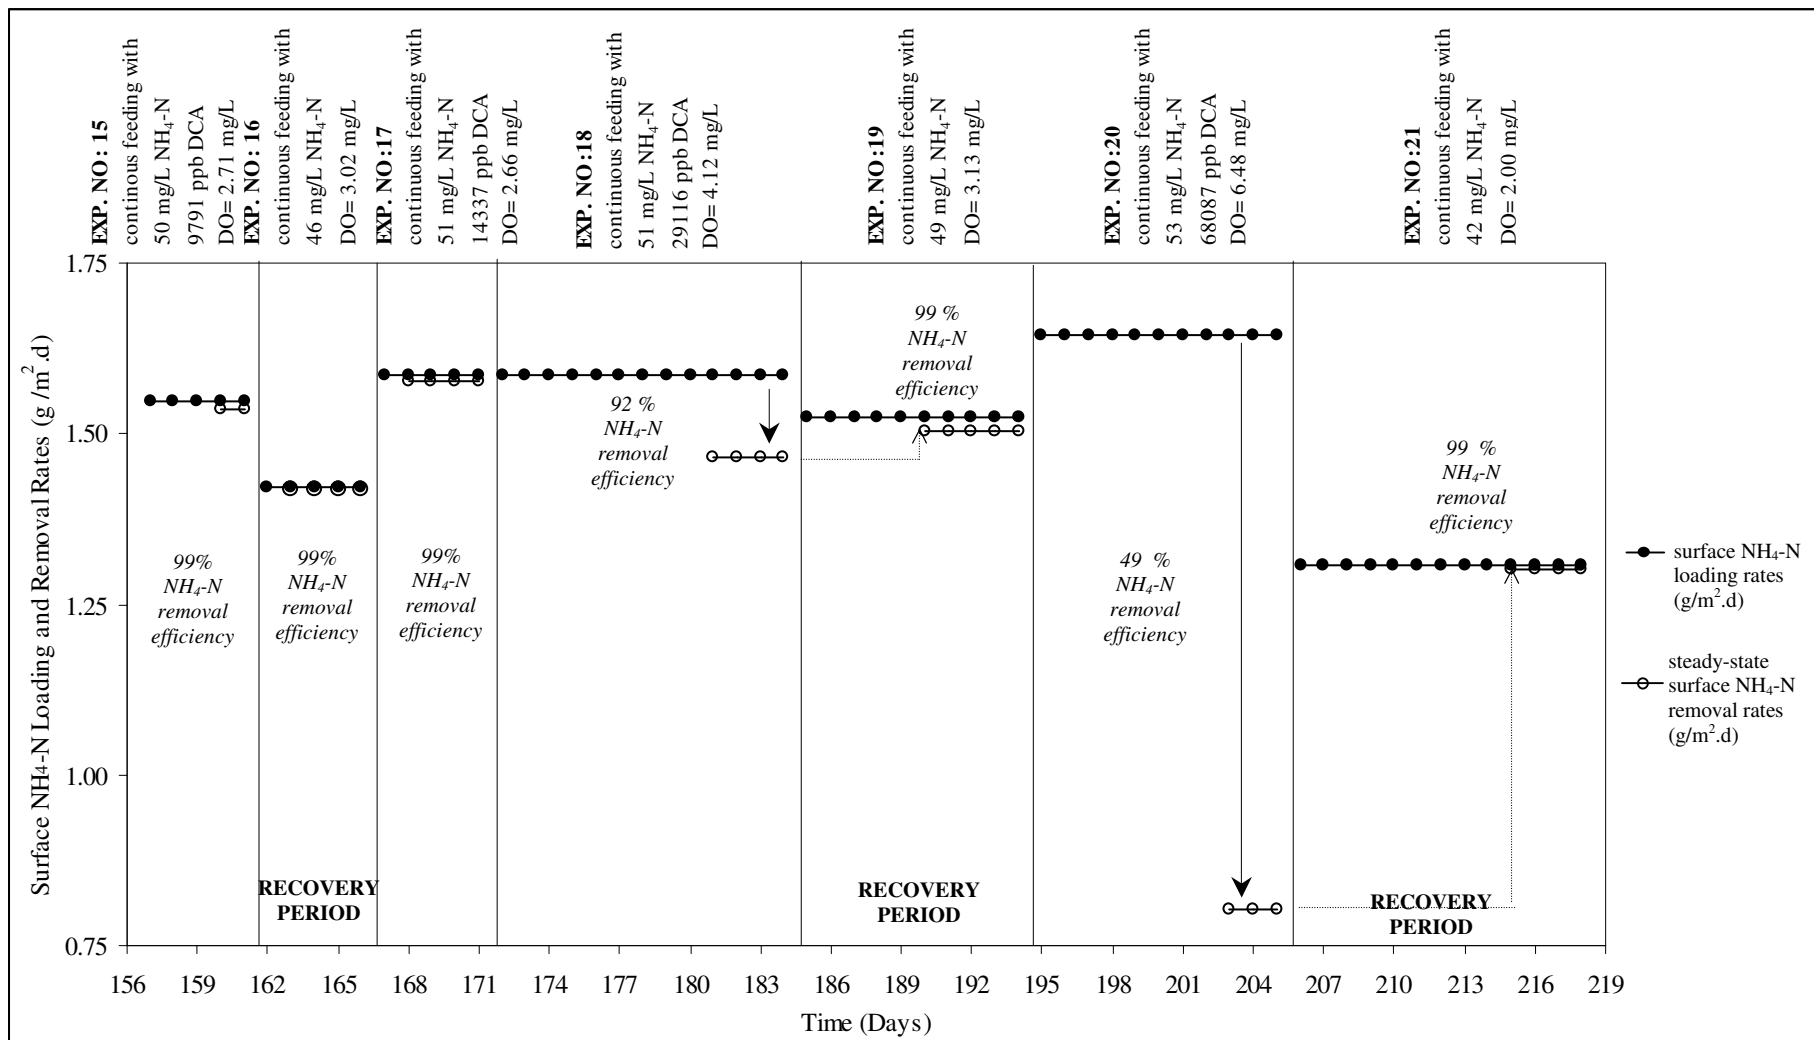 EXP. NO: 15
continuous feeding with
50 mg/L NH₄-N
9791 ppb DCA
DO= 2.71 mg/L
EXP. NO: 16
continuous feeding with
46 mg/L NH₄-N
DO= 3.02 mg/L
EXP. NO:17
continuous feeding with
51 mg/L NH₄-N
14337 ppb DCA
DO= 2.66 mg/L
EXP. NO:18
continuous feeding with
51 mg/L NH₄-N
29116 ppb DCA
DO= 4.12 mg/L
EXP. NO:19
continuous feeding with
49 mg/L NH₄-N
DO= 3.13 mg/L
EXP. NO:20
continuous feeding with
53 mg/L NH₄-N
68087 ppb DCA
DO= 6.48 mg/L
EXP. NO:21
continuous feeding with
42 mg/L NH₄-N
DO= 2.00 mg/L
Surface NH4-N Loading and Removal Rates (g /m².d)
1.75
1.50
1.25
1.00
0.75
99%
NH₄-N
removal
efficiency
99%
NH₄-N
removal
efficiency
99%
NH₄-N
removal
efficiency
92 %
NH₄-N
removal
efficiency
99 %
NH₄-N
removal
efficiency
49 %
NH₄-N
removal
efficiency
99 %
NH₄-N
removal
efficiency
RECOVERY
PERIOD
RECOVERY
PERIOD
RECOVERY
PERIOD
surface NH₄-N
loading rates
(g/m².d)
steady-state
surface NH₄-N
removal rates
(g/m².d)
156 159 162 165 168 171 174 177 180 183 186 189 192 195 198 201 204 207 210 213 216 219
Time (Days)